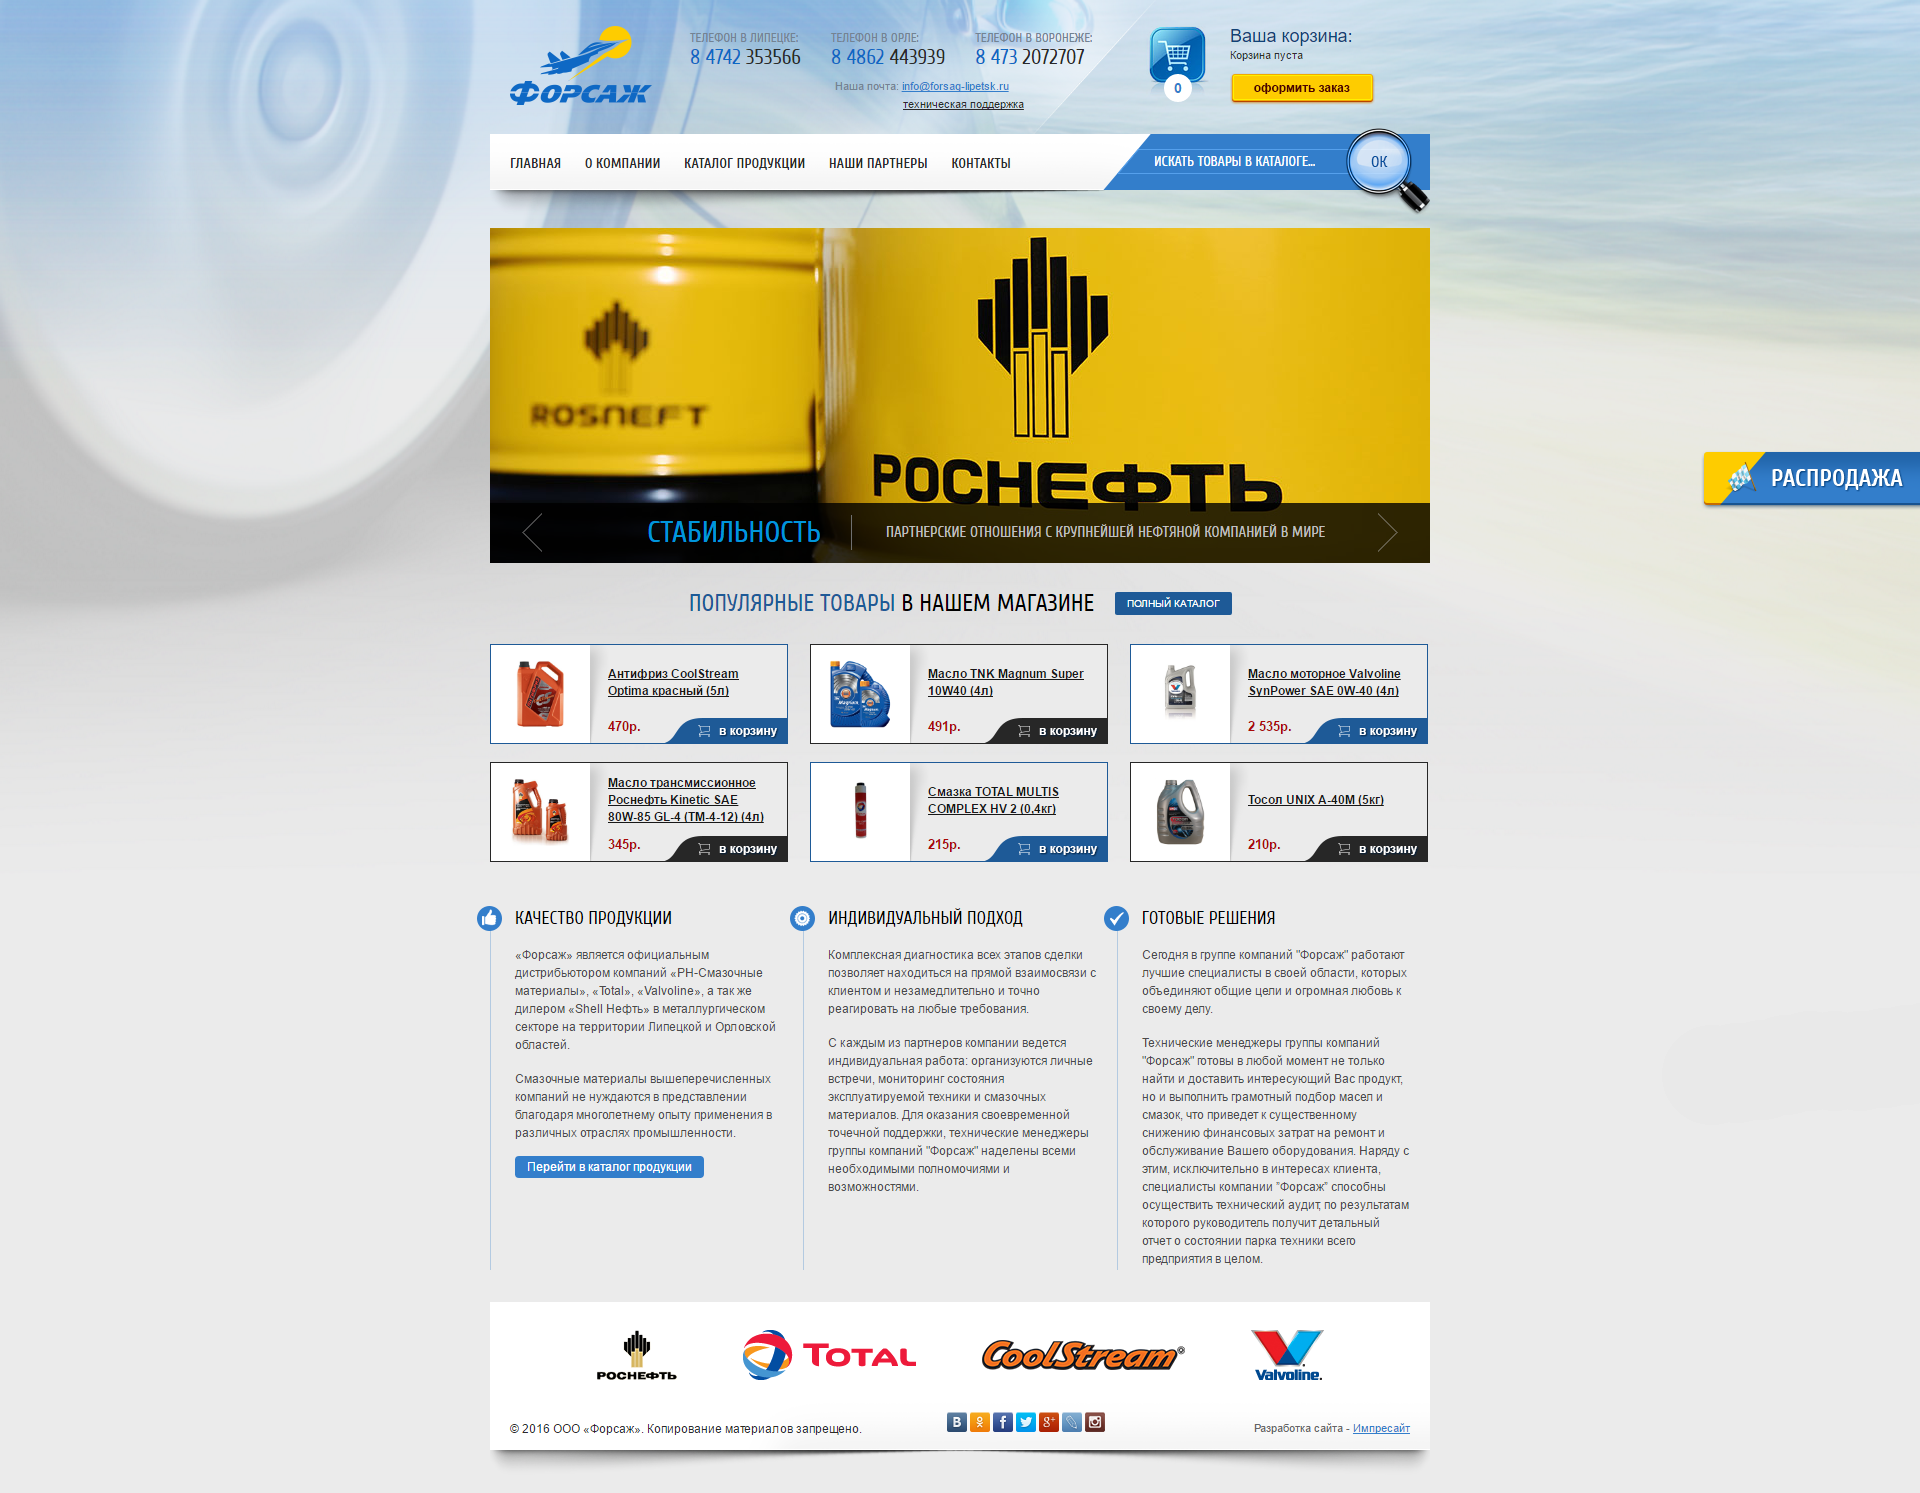 ФОРСАЖ
ТЕЛЕФОН В ЛИПЕЦКЕ:
8 4742 353566
ТЕЛЕФОН В ОРЛЕ:
8 4862 443939
ТЕЛЕФОН В ВОРОНЕЖЕ:
8 473 2072707
Наша почта: info@forsag-lipetsk.ru
техническая поддержка
0
Ваша корзина:
Корзина пуста
оформить заказ
ГЛАВНАЯ
О КОМПАНИИ
КАТАЛОГ ПРОДУКЦИИ
НАШИ ПАРТНЕРЫ
КОНТАКТЫ
ИСКАТЬ ТОВАРЫ В КАТАЛОГЕ...
ОК
ROSNEFT
РОСНЕФТЬ
СТАБИЛЬНОСТЬ
ПАРТНЕРСКИЕ ОТНОШЕНИЯ С КРУПНЕЙШЕЙ НЕФТЯНОЙ КОМПАНИЕЙ В МИРЕ
РАСПРОДАЖА
ПОПУЛЯРНЫЕ ТОВАРЫ В НАШЕМ МАГАЗИНЕ
ПОЛНЫЙ КАТАЛОГ
Антифриз CoolStream
Optima красный (5л)
470р.
в корзину
Magnum
Масло TNK Magnum Super
10W40 (4л)
491р.
в корзину
Масло моторное Valvoline
SynPower SAE 0W-40 (4л)
2 535р.
в корзину
Масло трансмиссионное
Роснефть Kinetic SAE
80W-85 GL-4 (ТМ-4-12) (4л)
345р.
в корзину
Смазка TOTAL MULTIS
COMPLEX HV 2 (0,4кг)
215р.
в корзину
Тосол UNIX А-40М (5кг)
210р.
в корзину
КАЧЕСТВО ПРОДУКЦИИ
«Форсаж» является официальным
дистрибьютором компаний «РН-Смазочные
материалы», «Total», «Valvoline», а так же
дилером «Shell Нефть» в металлургическом
секторе на территории Липецкой и Орловской
областей.
Смазочные материалы вышеперечисленных
компаний не нуждаются в представлении
благодаря многолетнему опыту применения в
различных отраслях промышленности.
Перейти в каталог продукции
ИНДИВИДУАЛЬНЫЙ ПОДХОД
Комплексная диагностика всех этапов сделки
позволяет находиться на прямой взаимосвязи с
клиентом и незамедлительно и точно
реагировать на любые требования.
С каждым из партнеров компании ведется
индивидуальная работа: организуются личные
встречи, мониторинг состояния
эксплуатируемой техники и смазочных
материалов. Для оказания своевременной
точечной поддержки, технические менеджеры
группы компаний "Форсаж" наделены всеми
необходимыми полномочиями и
возможностями.
ГОТОВЫЕ РЕШЕНИЯ
Сегодня в группе компаний "Форсаж" работают
лучшие специалисты в своей области, которых
объединяют общие цели и огромная любовь к
своему делу.
Технические менеджеры группы компаний
"Форсаж" готовы в любой момент не только
найти и доставить интересующий Вас продукт,
но и выполнить грамотный подбор масел и
смазок, что приведет к существенному
снижению финансовых затрат на ремонт и
обслуживание Вашего оборудования. Наряду с
этим, исключительно в интересах клиента,
специалисты компании "Форсаж" способны
осуществить технический аудит, по результатам
которого руководитель получит детальный
отчет о состоянии парка техники всего
предприятия в целом.
РОСНЕФТЬ
TOTAL
CoolStream®
Valvoline.
© 2016 ООО «Форсаж». Копирование материалов запрещено.
Разработка сайта - Импресайт